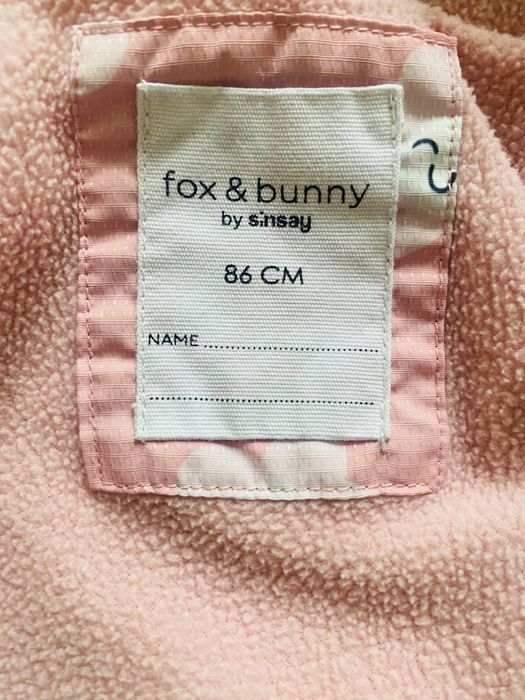 fox & bunny
by sinsay
86 CM
NAME ........................................
........................................